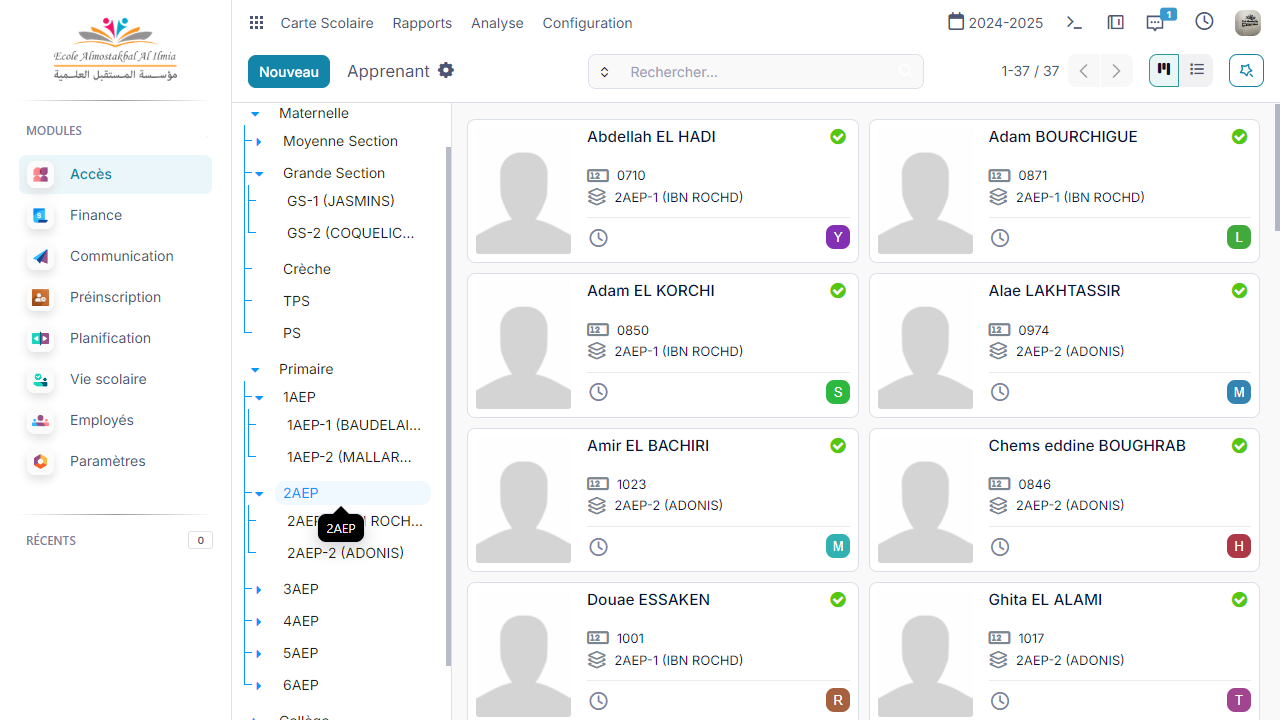 Ecole Almostakbal Al Ilmia
مؤسسة المستقبل العلمية
MODULES
Accès
Finance
Communication
Préinscription
Planification
Vie scolaire
Employés
Paramètres
RÉCENTS
0
Carte Scolaire
Rapports
Analyse
Configuration
2024-2025
1
Nouveau
Apprenant
Rechercher...
1-37 / 37
Maternelle
Moyenne Section
Grande Section
GS-1 (JASMINS)
GS-2 (COQUELIC...
Crèche
TPS
PS
Primaire
1AEP
1AEP-1 (BAUDELAI...
1AEP-2 (MALLAR...
2AEP
2AEP
2AEP-2 (ADONIS)
3AEP
4AEP
5AEP
6AEP
Abdellah EL HADI
0710
2AEP-1 (IBN ROCHD)
Y
Adam BOURCHIGUE
0871
2AEP-1 (IBN ROCHD)
L
Adam EL KORCHI
0850
2AEP-1 (IBN ROCHD)
S
Alae LAKHTASSIR
0974
2AEP-2 (ADONIS)
M
Amir EL BACHIRI
1023
2AEP-2 (ADONIS)
M
Chems eddine BOUGHRAB
0846
2AEP-2 (ADONIS)
H
Douae ESSAKEN
1001
2AEP-1 (IBN ROCHD)
R
Ghita EL ALAMI
1017
2AEP-2 (ADONIS)
T